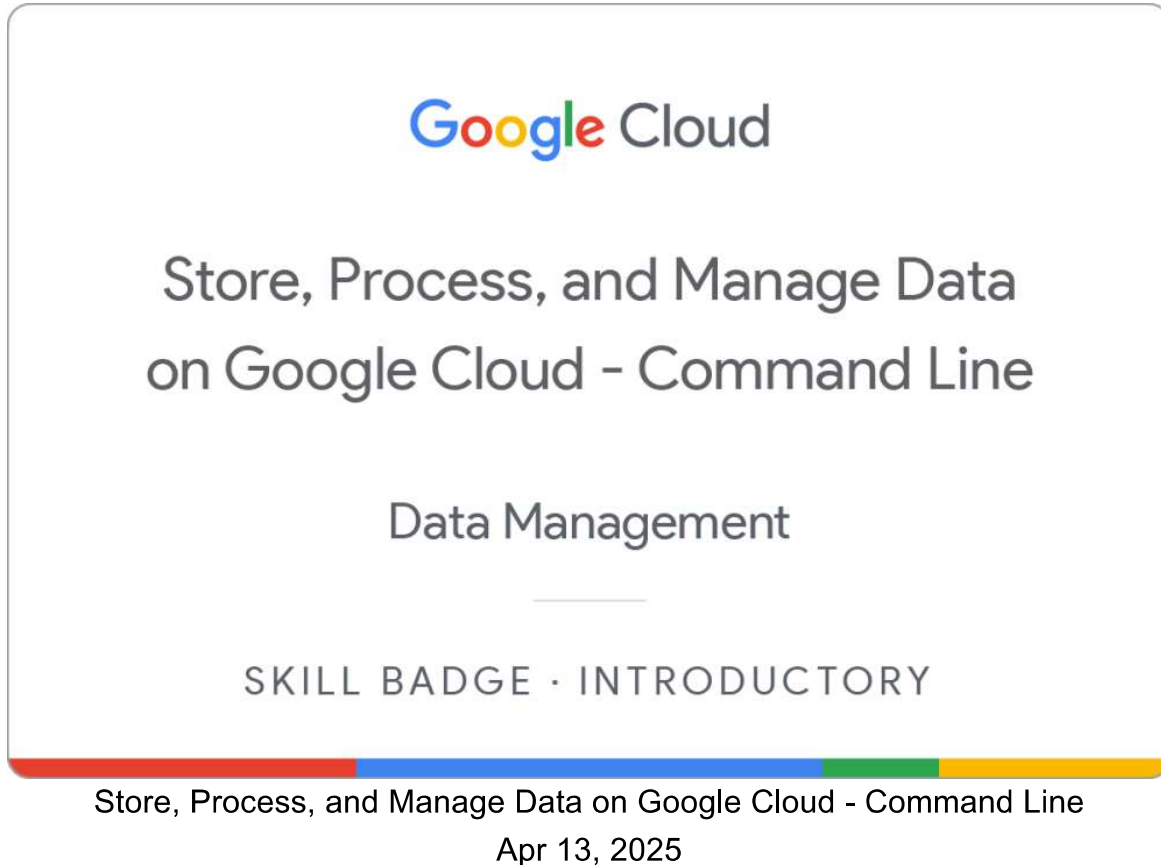 Google Cloud
Store, Process, and Manage Data
on Google Cloud - Command Line
Data Management
SKILL BADGE · INTRODUCTORY
Store, Process, and Manage Data on Google Cloud - Command Line
Apr 13, 2025